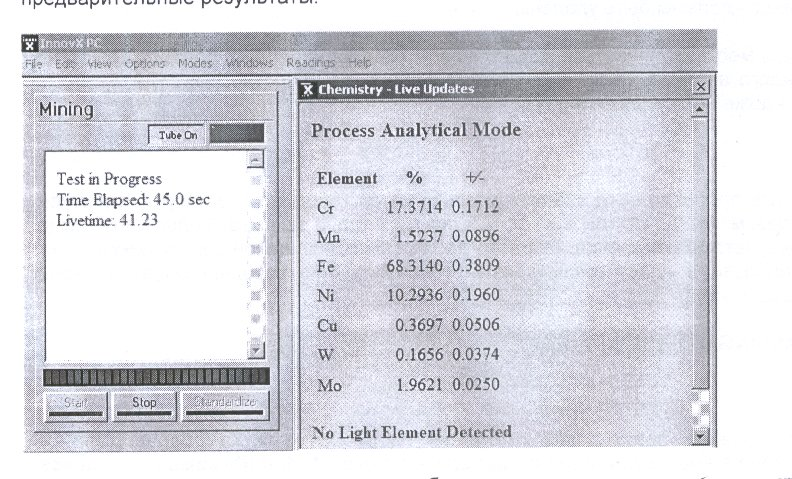 предварительные результаты.
InnovX PC
File Edit View Options Modes Windows Readings Help
Mining
Tube On
Test in Progress
Time Elapsed: 45.0 sec
Livetime: 41.23
Start Stop Standardize
Chemistry - Live Updates
Process Analytical Mode
Element % +/-
Cr 17.3714 0.1712
Mn 1.5237 0.0896
Fe 68.3140 0.3809
Ni 10.2936 0.1960
Cu 0.3697 0.0506
W 0.1656 0.0374
Mo 1.9621 0.0250
No Light Element Detected